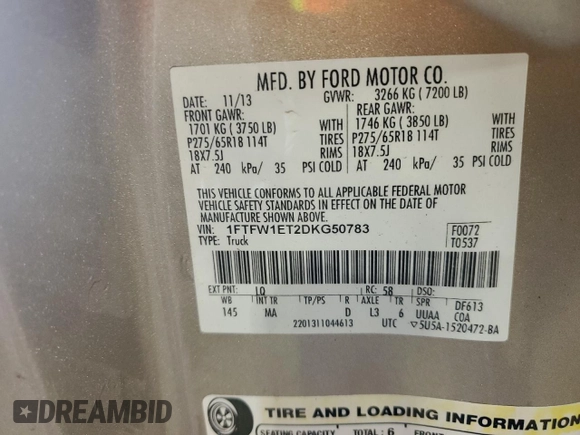 MFD. BY FORD MOTOR CO.
DATE: 11/13 GVWR: 3266 KG ( 7200 LB)
FRONT GAWR: REAR GAWR:
1701 KG ( 3750 LB) WITH 1746 KG ( 3850 LB) WITH
P275/65R18 114T TIRES P275/65R18 114T TIRES
18X7.5J RIMS 18X7.5J RIMS
AT 240 kPa/ 35 PSI COLD AT 240 kPa/ 35 PSI COLD
THIS VEHICLE CONFORMS TO ALL APPLICABLE FEDERAL MOTOR
VEHICLE SAFETY STANDARDS IN EFFECT ON THE DATE OF
MANUFACTURE SHOWN ABOVE.
VIN: 1FTFW1ET2DKG50783 F0072
TYPE: Truck T0537
EXT PNT: IQ RC: 58 DSO:
WB INT TR TP/PS R AXLE TR SPR DF613
145 MA D L3 6 UUAA COA
2201311044613 UTC 5U5A-1520472-BA
TIRE AND LOADING INFORMATION
SEATING CAPACITY TOTAL : 6 FRONT
DREAMBID